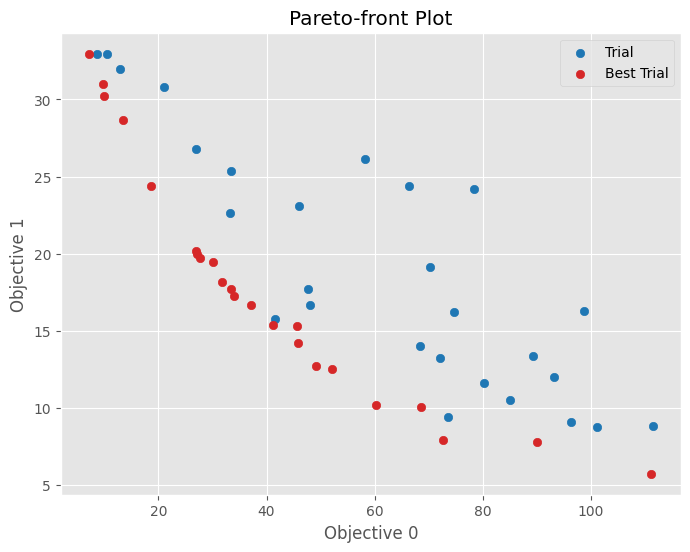 Pareto-front Plot
Trial
Best Trial
Objective 1
30
25
20
15
10
5
20 40 60 80 100
Objective 0